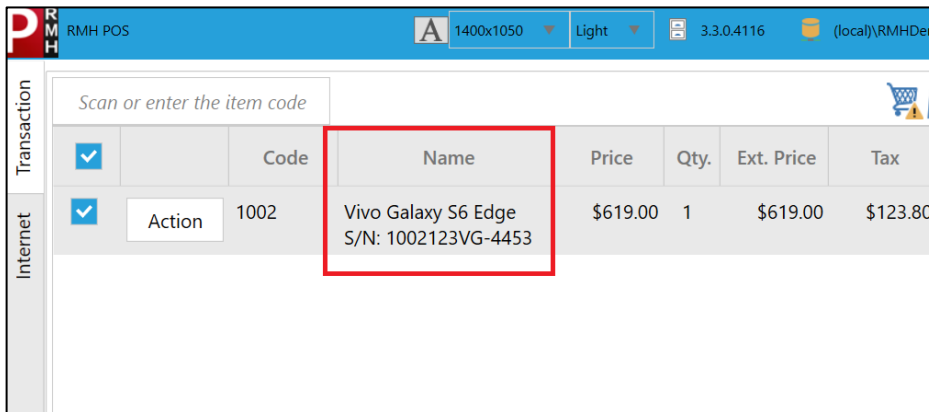 RMH RMH POS A 1400x1050 Light 3.3.0.4116 (local)\RMHDe
Transaction
Internet
Scan or enter the item code
Code Name Price Qty. Ext. Price Tax
Action 1002 Vivo Galaxy S6 Edge $619.00 1 $619.00 $123.80
S/N: 1002123VG-4453